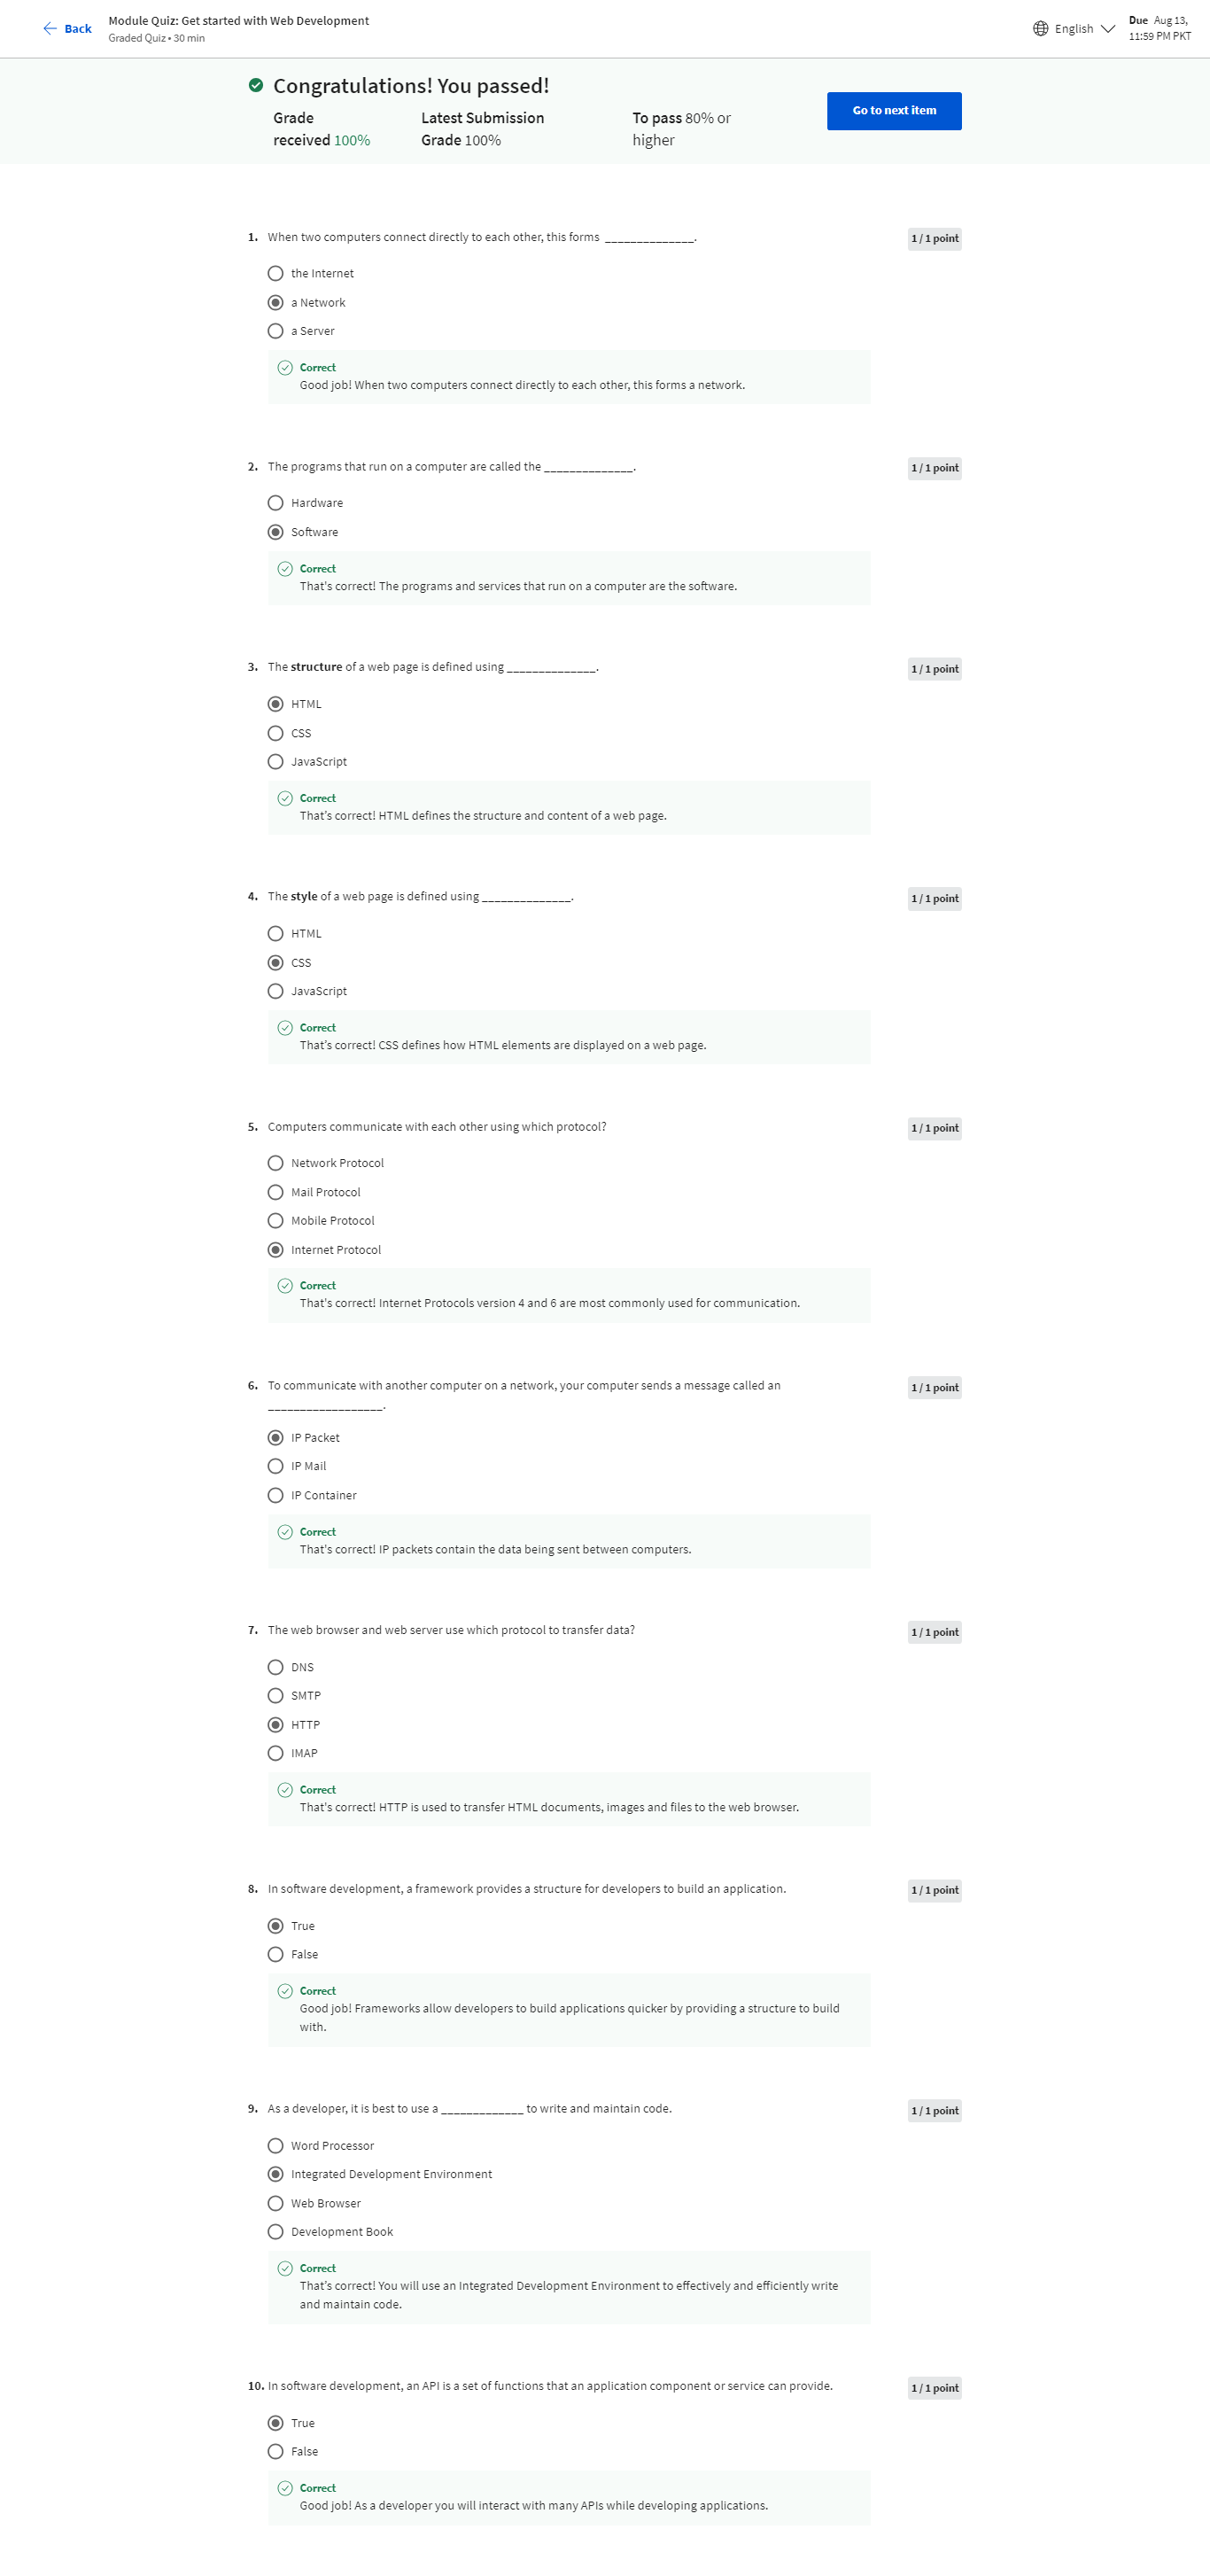 Back
Module Quiz: Get started with Web Development
Graded Quiz • 30 min
English
Due Aug 13,
11:59 PM PKT
Congratulations! You passed!
Grade
received 100%
Latest Submission
Grade 100%
To pass 80% or
higher
Go to next item
1. When two computers connect directly to each other, this forms ______________.
1 / 1 point
the Internet
a Network
a Server
Correct
Good job! When two computers connect directly to each other, this forms a network.
2. The programs that run on a computer are called the ______________.
1 / 1 point
Hardware
Software
Correct
That's correct! The programs and services that run on a computer are the software.
3. The structure of a web page is defined using ______________.
1 / 1 point
HTML
CSS
JavaScript
Correct
That's correct! HTML defines the structure and content of a web page.
4. The style of a web page is defined using ______________.
1 / 1 point
HTML
CSS
JavaScript
Correct
That's correct! CSS defines how HTML elements are displayed on a web page.
5. Computers communicate with each other using which protocol?
1 / 1 point
Network Protocol
Mail Protocol
Mobile Protocol
Internet Protocol
Correct
That's correct! Internet Protocols version 4 and 6 are most commonly used for communication.
6. To communicate with another computer on a network, your computer sends a message called an
__________________.
1 / 1 point
IP Packet
IP Mail
IP Container
Correct
That's correct! IP packets contain the data being sent between computers.
7. The web browser and web server use which protocol to transfer data?
1 / 1 point
DNS
SMTP
HTTP
IMAP
Correct
That's correct! HTTP is used to transfer HTML documents, images and files to the web browser.
8. In software development, a framework provides a structure for developers to build an application.
1 / 1 point
True
False
Correct
Good job! Frameworks allow developers to build applications quicker by providing a structure to build
with.
9. As a developer, it is best to use a _____________ to write and maintain code.
1 / 1 point
Word Processor
Integrated Development Environment
Web Browser
Development Book
Correct
That's correct! You will use an Integrated Development Environment to effectively and efficiently write
and maintain code.
10. In software development, an API is a set of functions that an application component or service can provide.
1 / 1 point
True
False
Correct
Good job! As a developer you will interact with many APIs while developing applications.